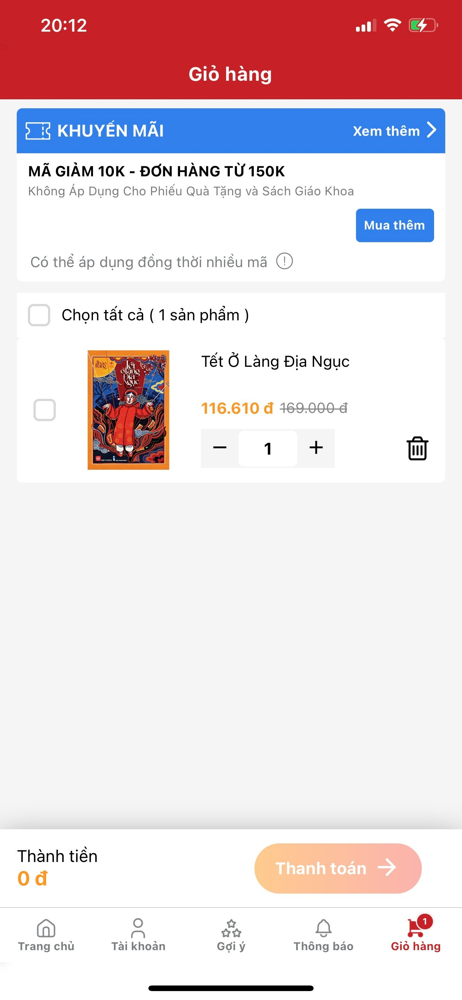 20:12
Giỏ hàng
KHUYẾN MÃI
Xem thêm
MÃ GIẢM 10K - ĐƠN HÀNG TỪ 150K
Không Áp Dụng Cho Phiếu Quà Tặng và Sách Giáo Khoa
Mua thêm
Có thể áp dụng đồng thời nhiều mã
Chọn tất cả ( 1 sản phẩm )
Thảo
Trang
Tết
ở làng
Địa
Ngục
Tết Ở Làng Địa Ngục
116.610 đ 169.000 đ
1
Thành tiền
0 đ
Thanh toán
1
Trang chủ
Tài khoản
Gợi ý
Thông báo
Giỏ hàng